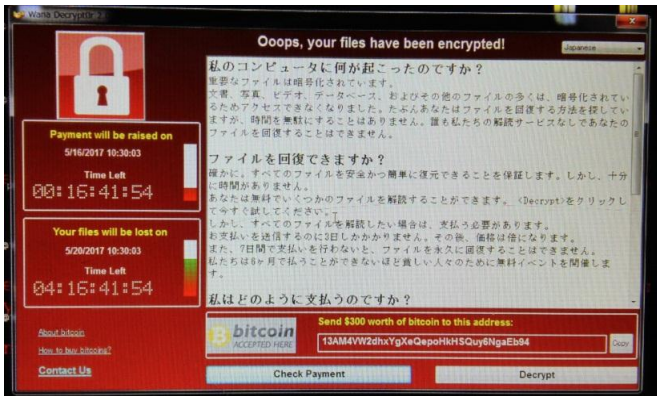 Wana Decrypt0r 2.
Ooops, your files have been encrypted!
Japanese
私のコンピュータに何が起こったのですか？
重要なファイルは暗号化されています。
文書、写真、ビデオ、データベース、およびその他のファイルの多くは、暗号化されてい
るためアクセスできなくなりました。たぶんあなたはファイルを回復する方法を探してい
ますが、時間を無駄にすることはありません。誰も私たちの解読サービスなしであなたの
ファイルを回復することはできません。
ファイルを回復できますか？
確かに。すべてのファイルを安全かつ簡単に復元できることを保証します。しかし、十分
に時間がありません。
あなたは無料でいくつかのファイルを解読することができます。 <Decrypt>をクリックし
て今すぐ試してください。
しかし、すべてのファイルを解読したい場合は、支払う必要があります。
お支払いを送信するのに3日しかかかりません。その後、価格は倍になります。
また、7日間で支払いを行わないと、ファイルを永久に回復することはできません。
私たちは6ヶ月で払うことができないほど貧しい人々のために無料イベントを開催しま
す。
私はどのように支払うのですか？
Payment will be raised on
5/16/2017 10:30:03
Time Left
00:16:41:54
Your files will be lost on
5/20/2017 10:30:03
Time Left
04:16:41:54
About bitcoin
How to buy bitcoins?
Contact Us
bitcoin
ACCEPTED HERE
Send $300 worth of bitcoin to this address:
13AM4VW2dhxYgXeQepoHkHSQuy6NgaEb94
Copy
Check Payment
Decrypt